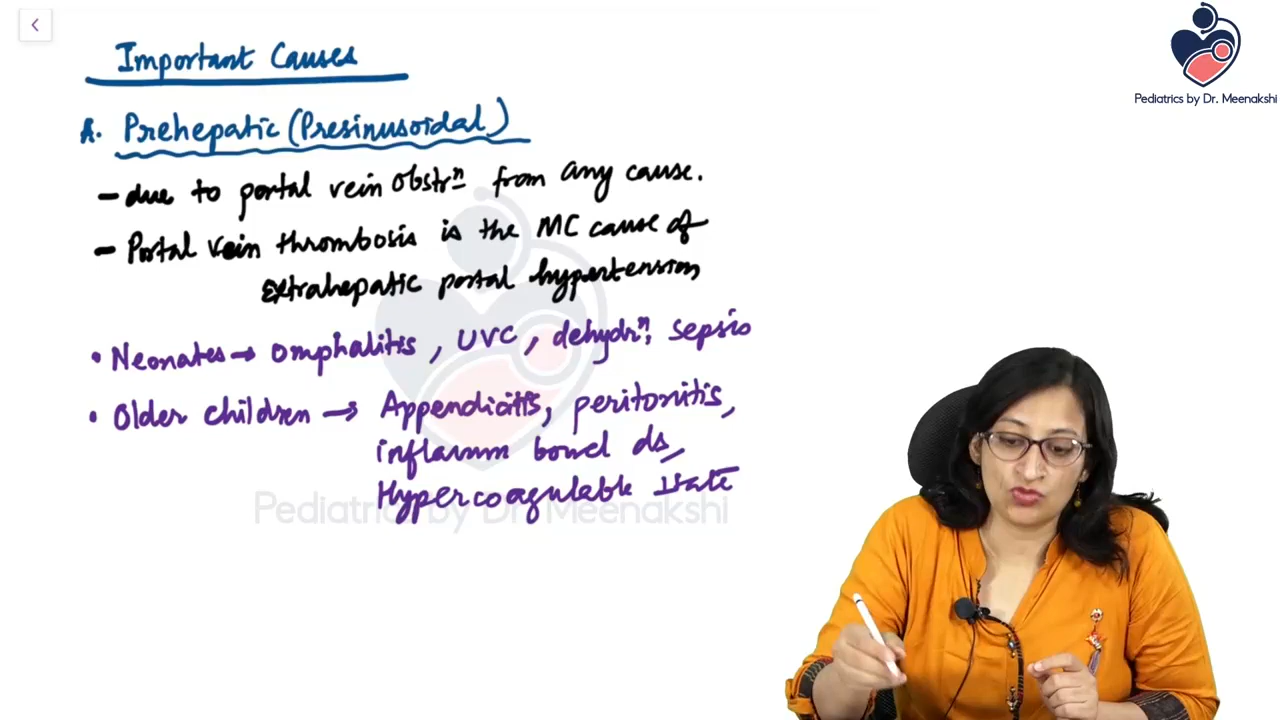 Important Causes
Pediatrics by Dr. Meenakshi
A. Prehepatic (Presinusoidal)
- due to portal vein Obstrⁿ from any cause.
- Portal vein thrombosis is the MC cause of
Extrahepatic portal hypertension
• Neonates → Omphalitis, UVC, dehydrⁿ, sepsis
• Older children → Appendicitis, peritonitis,
inflamm bowel ds,
Hypercoagulable state
Pediatrics by Dr. Meenakshi